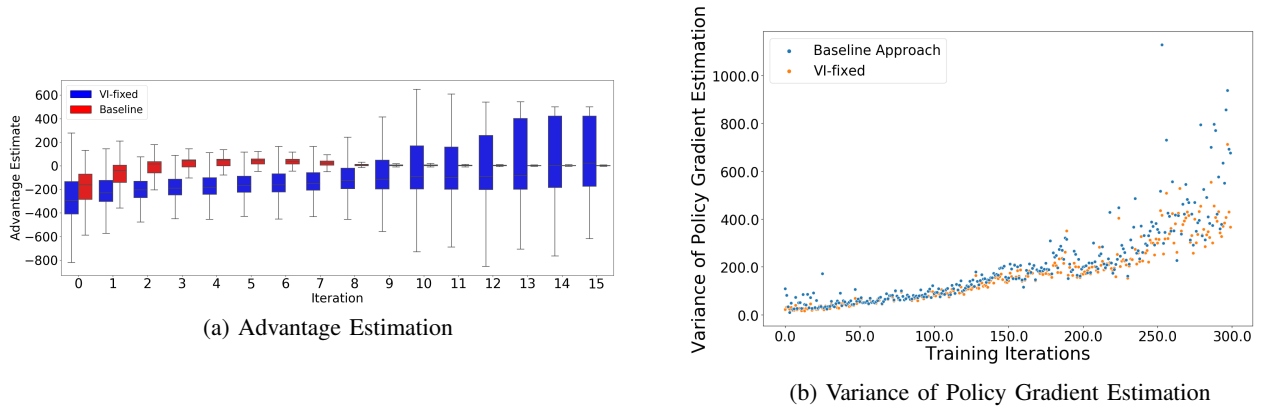 VI-fixed
Baseline
Advantage Estimate
600
400
200
0
−200
−400
−600
−800
0 1 2 3 4 5 6 7 8 9 10 11 12 13 14 15
Iteration
(a) Advantage Estimation
Baseline Approach
VI-fixed
Variance of Policy Gradient Estimation
1000.0
800.0
600.0
400.0
200.0
0.0
0.0 50.0 100.0 150.0 200.0 250.0 300.0
Training Iterations
(b) Variance of Policy Gradient Estimation